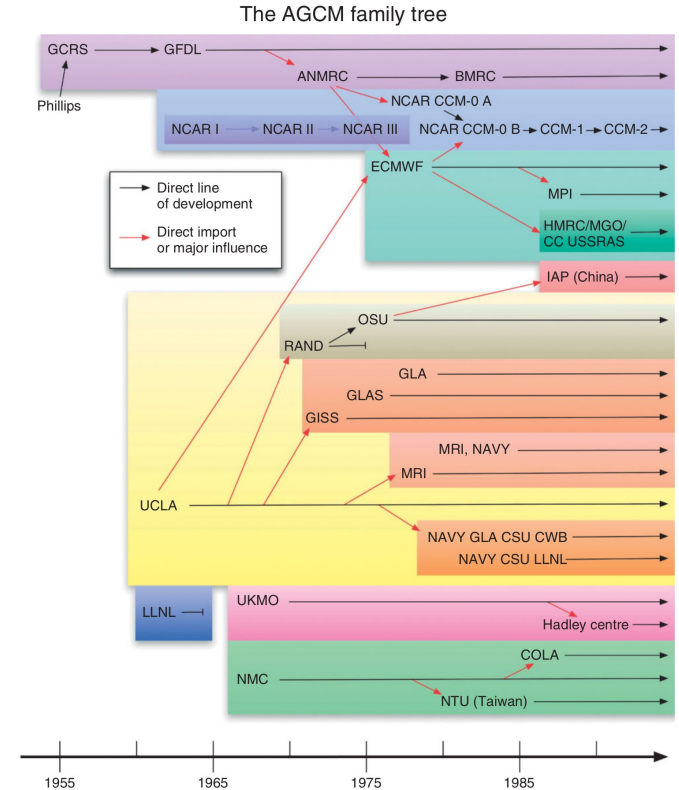 The AGCM family tree
GCRS
GFDL
ANMRC
BMRC
Phillips
NCAR CCM-0 A
NCAR I
NCAR II
NCAR III
NCAR CCM-0 B
CCM-1
CCM-2
ECMWF
MPI
Direct line
of development
Direct import
or major influence
HMRC/MGO/
CC USSRAS
IAP (China)
OSU
RAND
GLA
GLAS
GISS
MRI, NAVY
MRI
UCLA
NAVY GLA CSU CWB
NAVY CSU LLNL
LLNL
UKMO
Hadley centre
COLA
NMC
NTU (Taiwan)
1955
1965
1975
1985